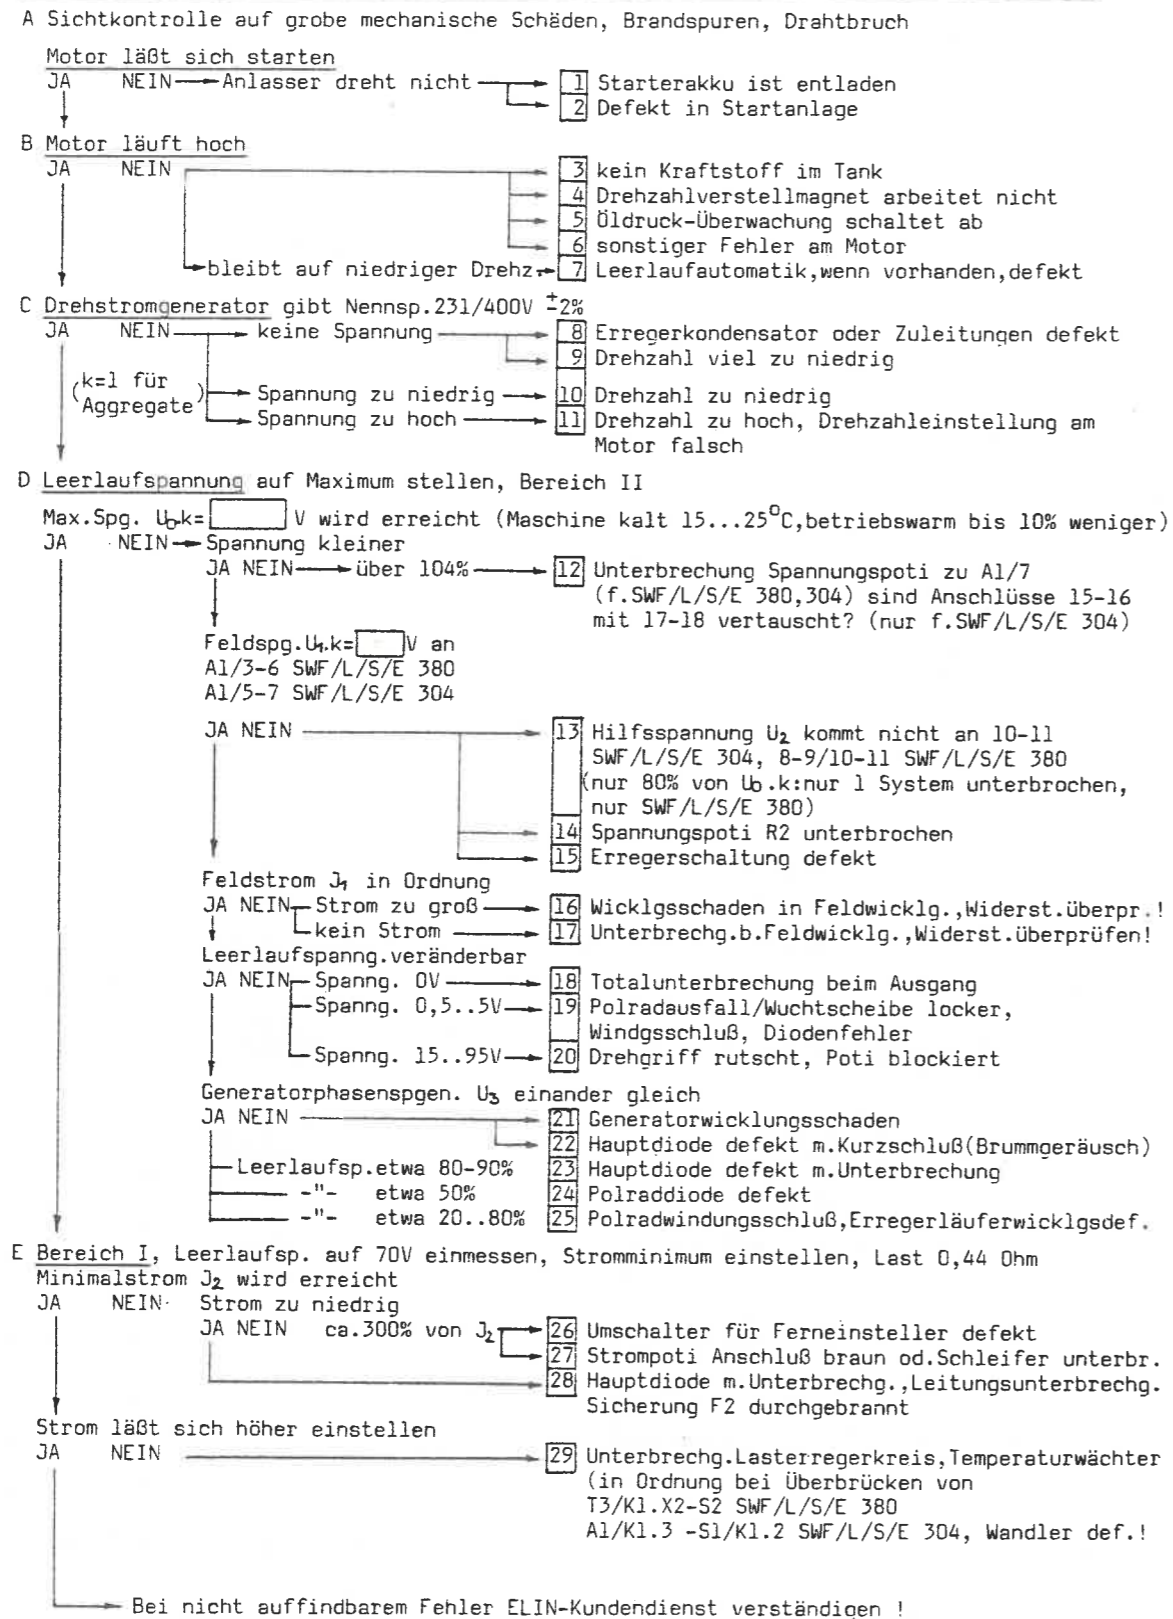 A Sichtkontrolle auf grobe mechanische Schäden, Brandspuren, Drahtbruch
Motor läßt sich starten
JA NEIN Anlasser dreht nicht 1 Starterakku ist entladen
2 Defekt in Startanlage
B Motor läuft hoch
JA NEIN 3 kein Kraftstoff im Tank
4 Drehzahlverstellmagnet arbeitet nicht
5 Öldruck-Überwachung schaltet ab
6 sonstiger Fehler am Motor
bleibt auf niedriger Drehz. 7 Leerlaufautomatik,wenn vorhanden,defekt
C Drehstromgenerator gibt Nennsp.231/400V ±2%
JA NEIN keine Spannung 8 Erregerkondensator oder Zuleitungen defekt
9 Drehzahl viel zu niedrig
(k=1 für
Aggregate) Spannung zu niedrig 10 Drehzahl zu niedrig
Spannung zu hoch 11 Drehzahl zu hoch, Drehzahleinstellung am
Motor falsch
D Leerlaufspannung auf Maximum stellen, Bereich II
Max.Spg. U₀.k= V wird erreicht (Maschine kalt 15...25°C,betriebswarm bis 10% weniger)
JA NEIN Spannung kleiner
JA NEIN über 104% 12 Unterbrechung Spannungspoti zu A1/7
(f.SWF/L/S/E 380,304) sind Anschlüsse 15-16
mit 17-18 vertauscht? (nur f.SWF/L/S/E 304)
Feldspg.U₁.k= V an
A1/3-6 SWF/L/S/E 380
A1/5-7 SWF/L/S/E 304
JA NEIN 13 Hilfsspannung U₂ kommt nicht an 10-11
SWF/L/S/E 304, 8-9/10-11 SWF/L/S/E 380
(nur 80% von U₀.k:nur 1 System unterbrochen,
nur SWF/L/S/E 380)
14 Spannungspoti R2 unterbrochen
15 Erregerschaltung defekt
Feldstrom J₁ in Ordnung
JA NEIN Strom zu groß 16 Wicklgsschaden in Feldwicklg.,Widerst.überpr.!
kein Strom 17 Unterbrechg.b.Feldwicklg.,Widerst.überprüfen!
Leerlaufspanng.veränderbar
JA NEIN Spanng. 0V 18 Totalunterbrechung beim Ausgang
Spanng. 0,5..5V 19 Polradausfall/Wuchtscheibe locker,
Windgsschluß, Diodenfehler
Spanng. 15..95V 20 Drehgriff rutscht, Poti blockiert
Generatorphasenspgen. U₃ einander gleich
JA NEIN 21 Generatorwicklungsschaden
22 Hauptdiode defekt m.Kurzschluß(Brummgeräusch)
Leerlaufsp.etwa 80-90% 23 Hauptdiode defekt m.Unterbrechung
-"- etwa 50% 24 Polraddiode defekt
-"- etwa 20..80% 25 Polradwindungsschluß,Erregerläuferwicklgsdef.
E Bereich I, Leerlaufsp. auf 70V einmessen, Stromminimum einstellen, Last 0,44 Ohm
Minimalstrom J₂ wird erreicht
JA NEIN Strom zu niedrig
JA NEIN ca.300% von J₂ 26 Umschalter für Ferneinsteller defekt
27 Strompoti Anschluß braun od.Schleifer unterbr.
28 Hauptdiode m.Unterbrechg.,Leitungsunterbrechg.
Sicherung F2 durchgebrannt
Strom läßt sich höher einstellen
JA NEIN 29 Unterbrechg.Lasterregerkreis,Temperaturwächter
(in Ordnung bei Überbrücken von
T3/Kl.X2-S2 SWF/L/S/E 380
A1/Kl.3 -S1/Kl.2 SWF/L/S/E 304, Wandler def.!
Bei nicht auffindbarem Fehler ELIN-Kundendienst verständigen !